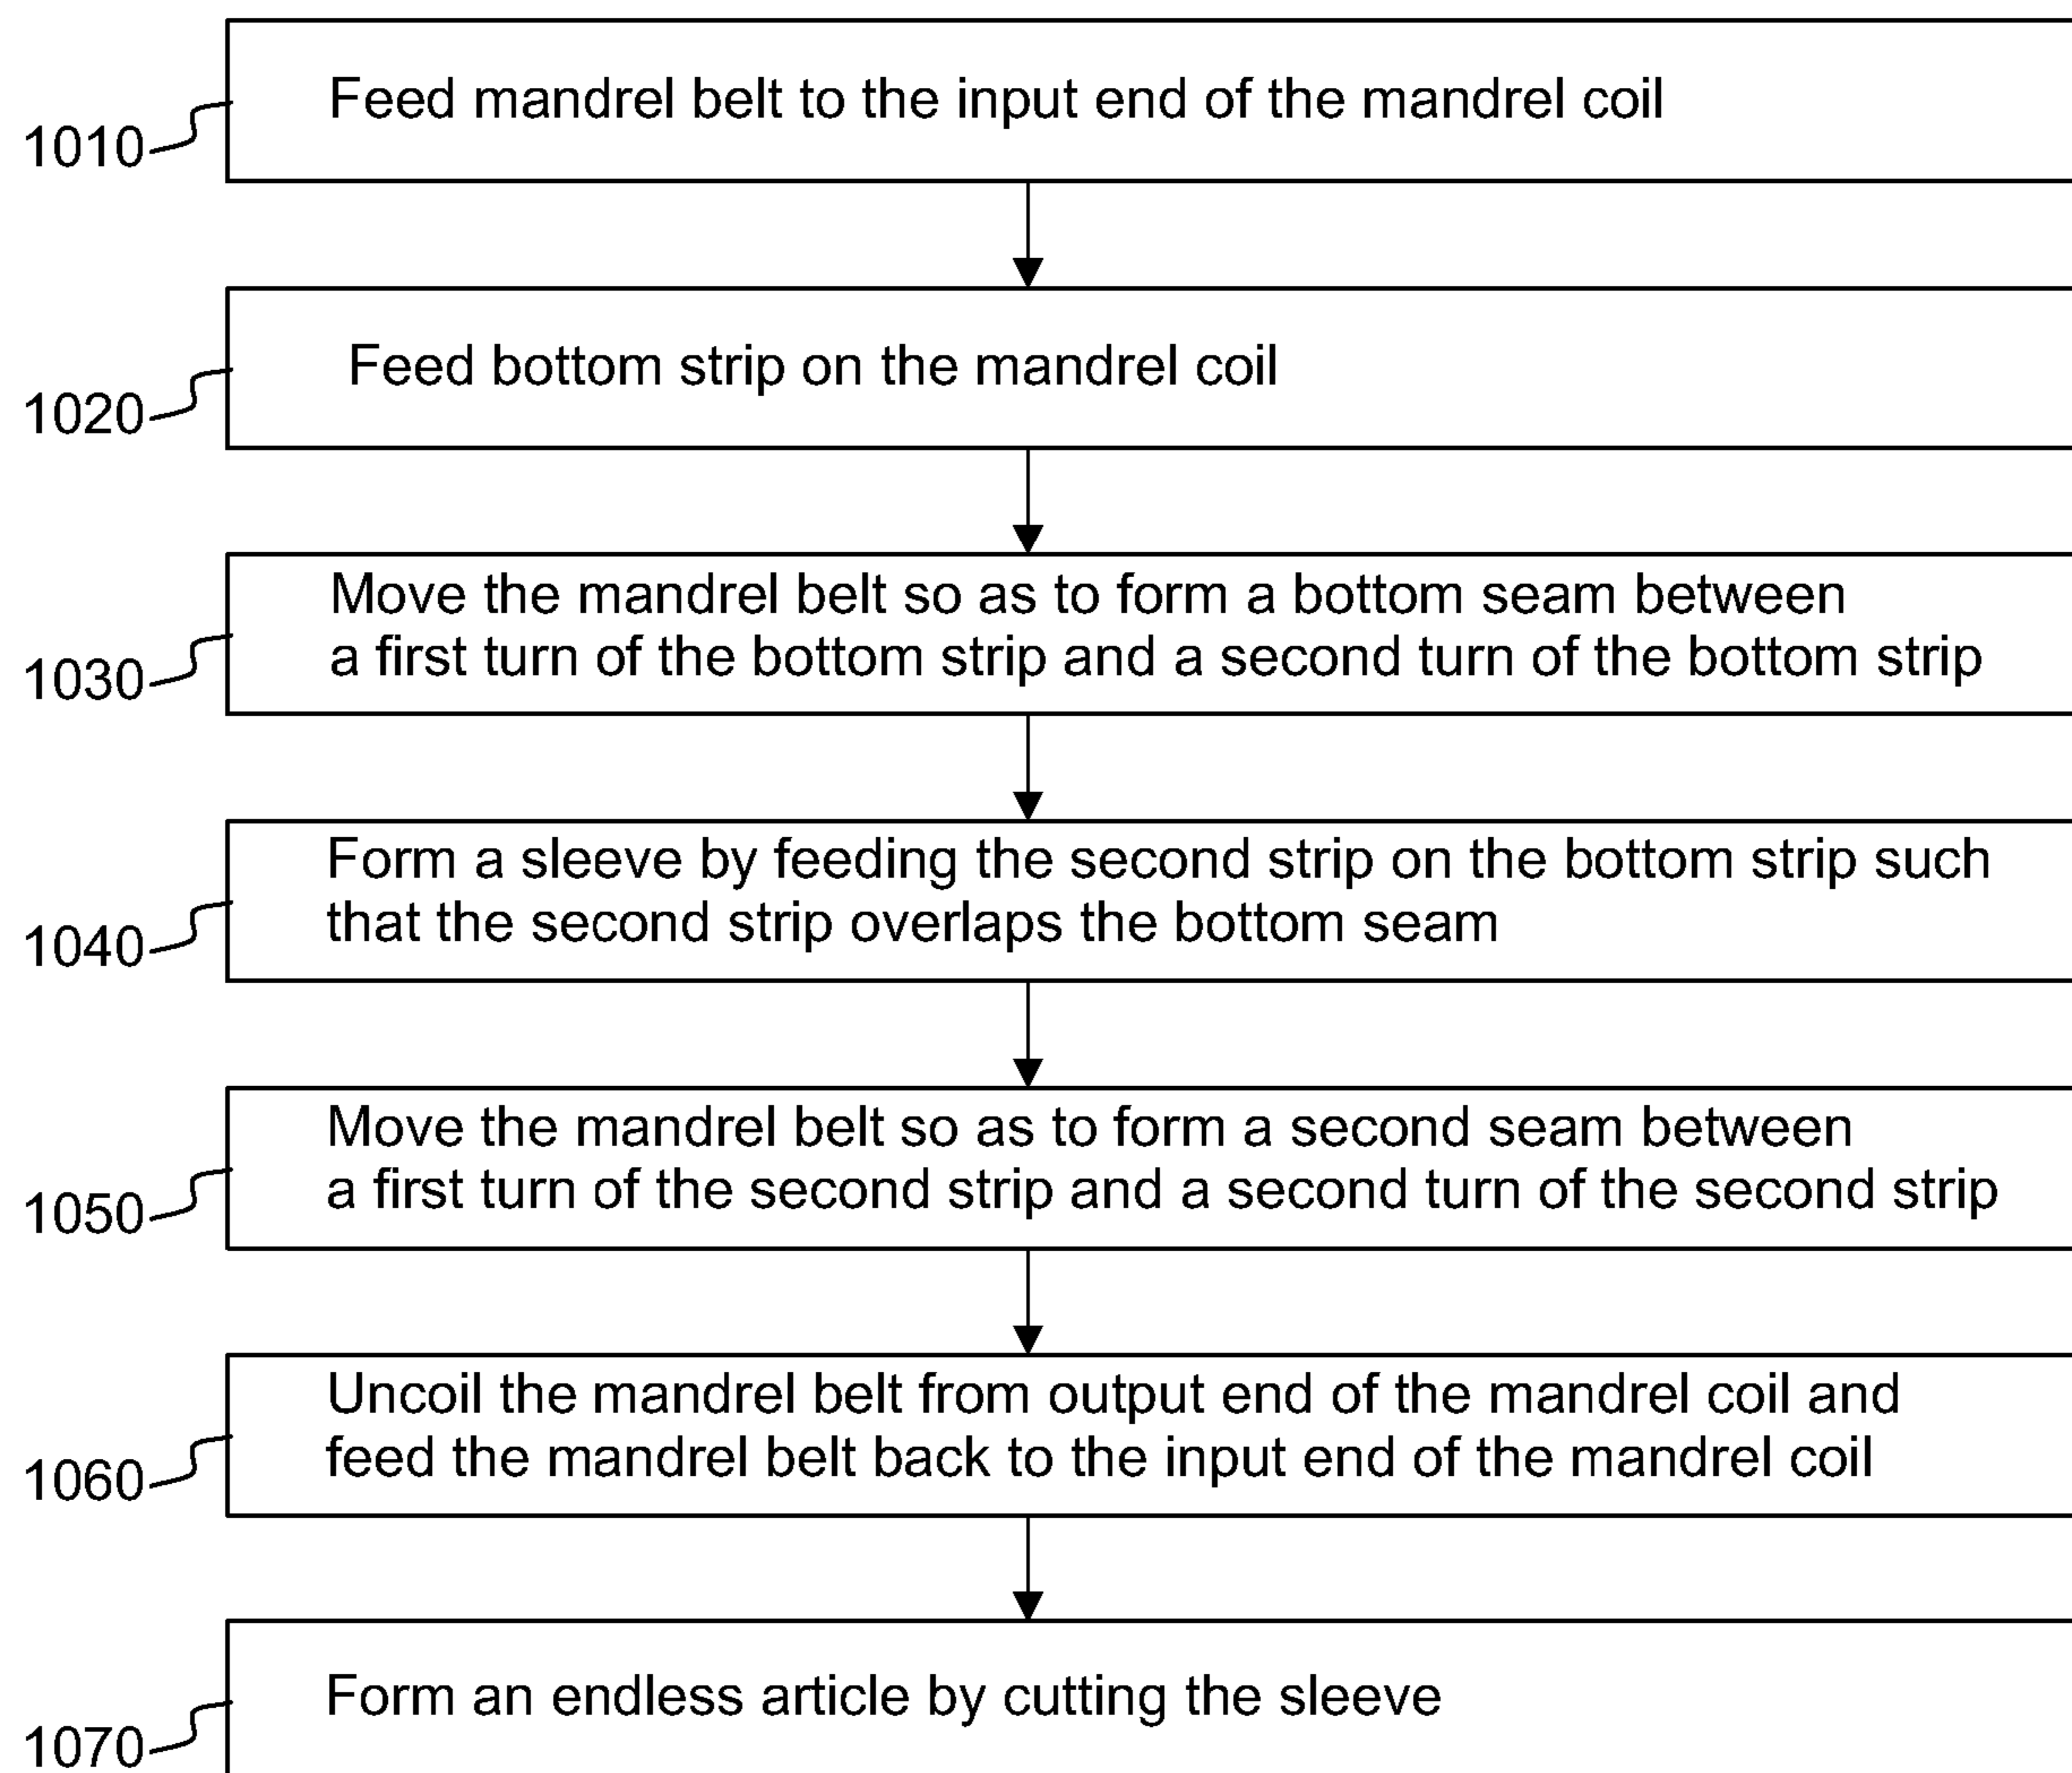 Feed mandrel belt to the input end of the mandrel coil
1010
Feed bottom strip on the mandrel coil
1020
Move the mandrel belt so as to form a bottom seam between
a first turn of the bottom strip and a second turn of the bottom strip
1030
Form a sleeve by feeding the second strip on the bottom strip such
that the second strip overlaps the bottom seam
1040
Move the mandrel belt so as to form a second seam between
a first turn of the second strip and a second turn of the second strip
1050
Uncoil the mandrel belt from output end of the mandrel coil and
feed the mandrel belt back to the input end of the mandrel coil
1060
Form an endless article by cutting the sleeve
1070